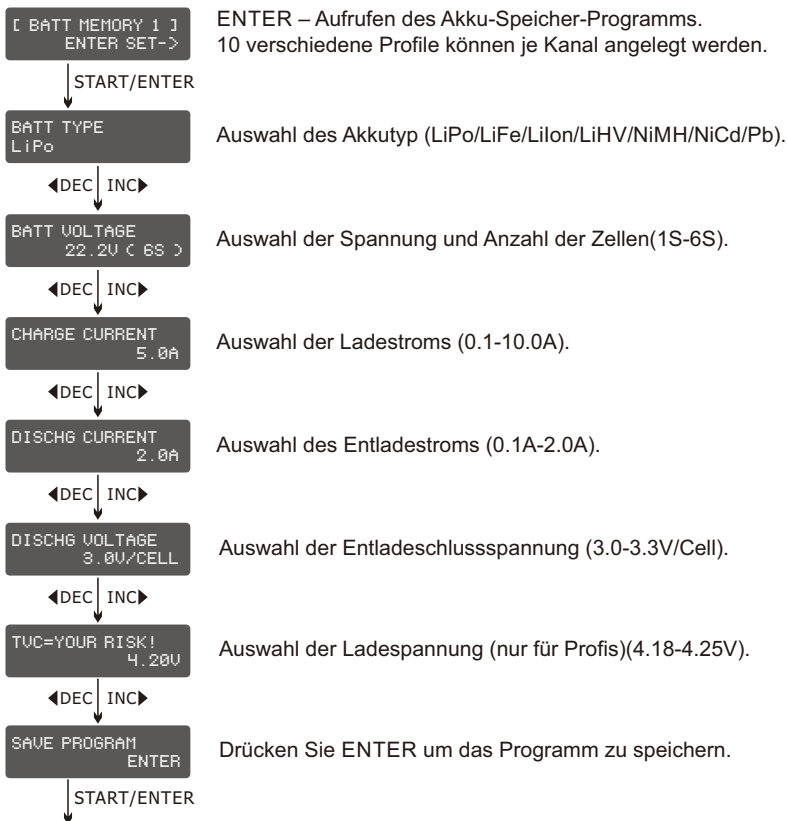 [ BATT MEMORY 1 ]
ENTER SET->
ENTER – Aufrufen des Akku-Speicher-Programms.
10 verschiedene Profile können je Kanal angelegt werden.
START/ENTER
BATT TYPE
LiPo
Auswahl des Akkutyp (LiPo/LiFe/LiIon/LiHV/NiMH/NiCd/Pb).
DEC INC
BATT VOLTAGE
22.2V ( 6S )
Auswahl der Spannung und Anzahl der Zellen(1S-6S).
DEC INC
CHARGE CURRENT
5.0A
Auswahl der Ladestroms (0.1-10.0A).
DEC INC
DISCHG CURRENT
2.0A
Auswahl des Entladestroms (0.1A-2.0A).
DEC INC
DISCHG VOLTAGE
3.0V/CELL
Auswahl der Entladeschlussspannung (3.0-3.3V/Cell).
DEC INC
TVC=YOUR RISK!
4.20V
Auswahl der Ladespannung (nur für Profis)(4.18-4.25V).
DEC INC
SAVE PROGRAM
ENTER
Drücken Sie ENTER um das Programm zu speichern.
START/ENTER